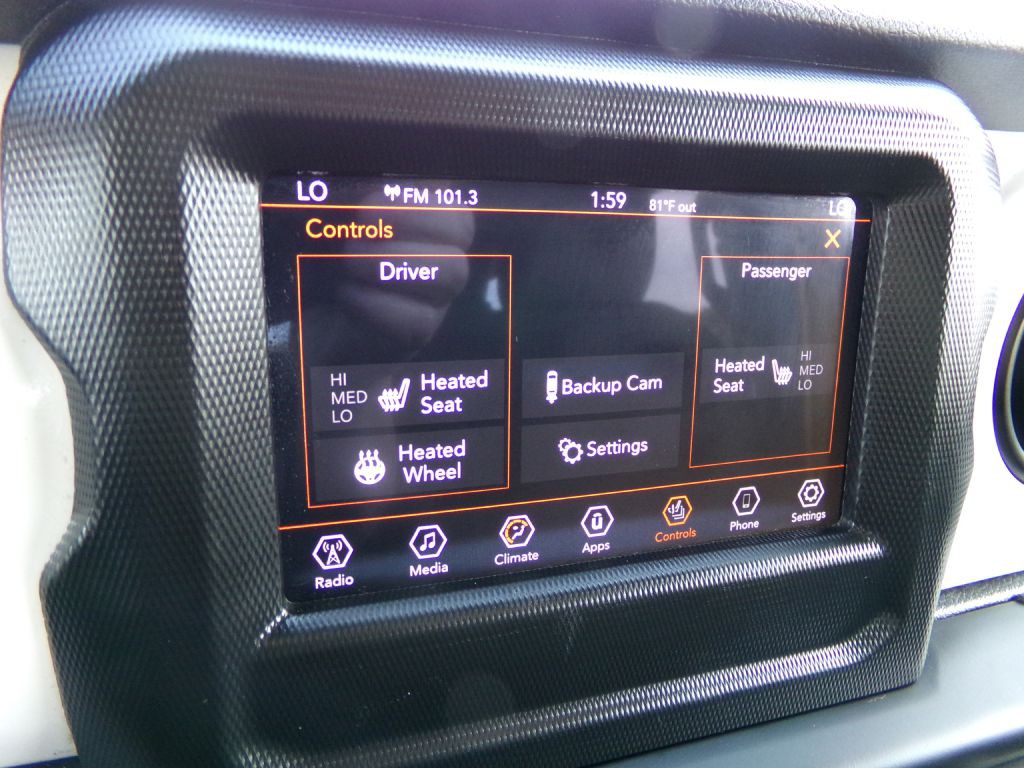 LO FM 101.3 1:59 81°F out LO
Controls X
Driver
Passenger
HI
MED
LO
Heated
Seat
Backup Cam
Heated
Seat
HI
MED
LO
Heated
Wheel
Settings
Radio
Media
Climate
Apps
Controls
Phone
Settings